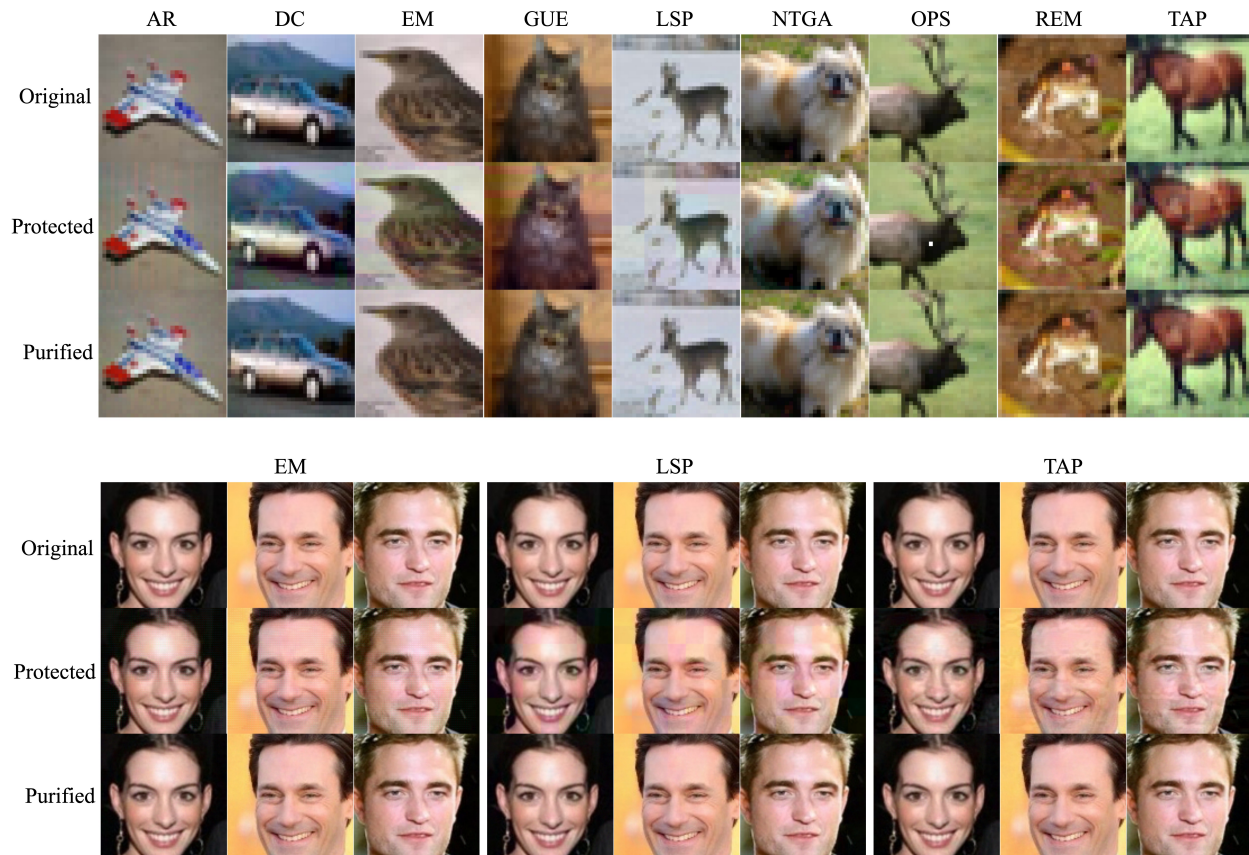 AR DC EM GUE LSP NTGA OPS REM TAP
Original
Protected
Purified
EM LSP TAP
Original
Protected
Purified